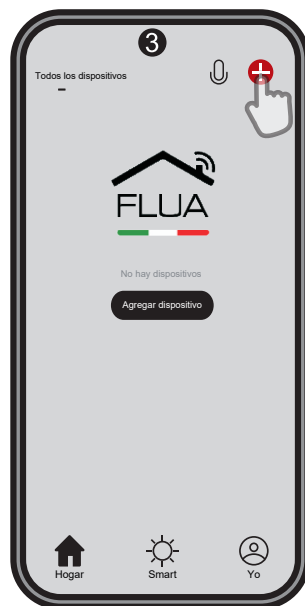 3
Todos los dispositivos
FLUA
No hay dispositivos
Agregar dispositivo
Hogar Smart Yo